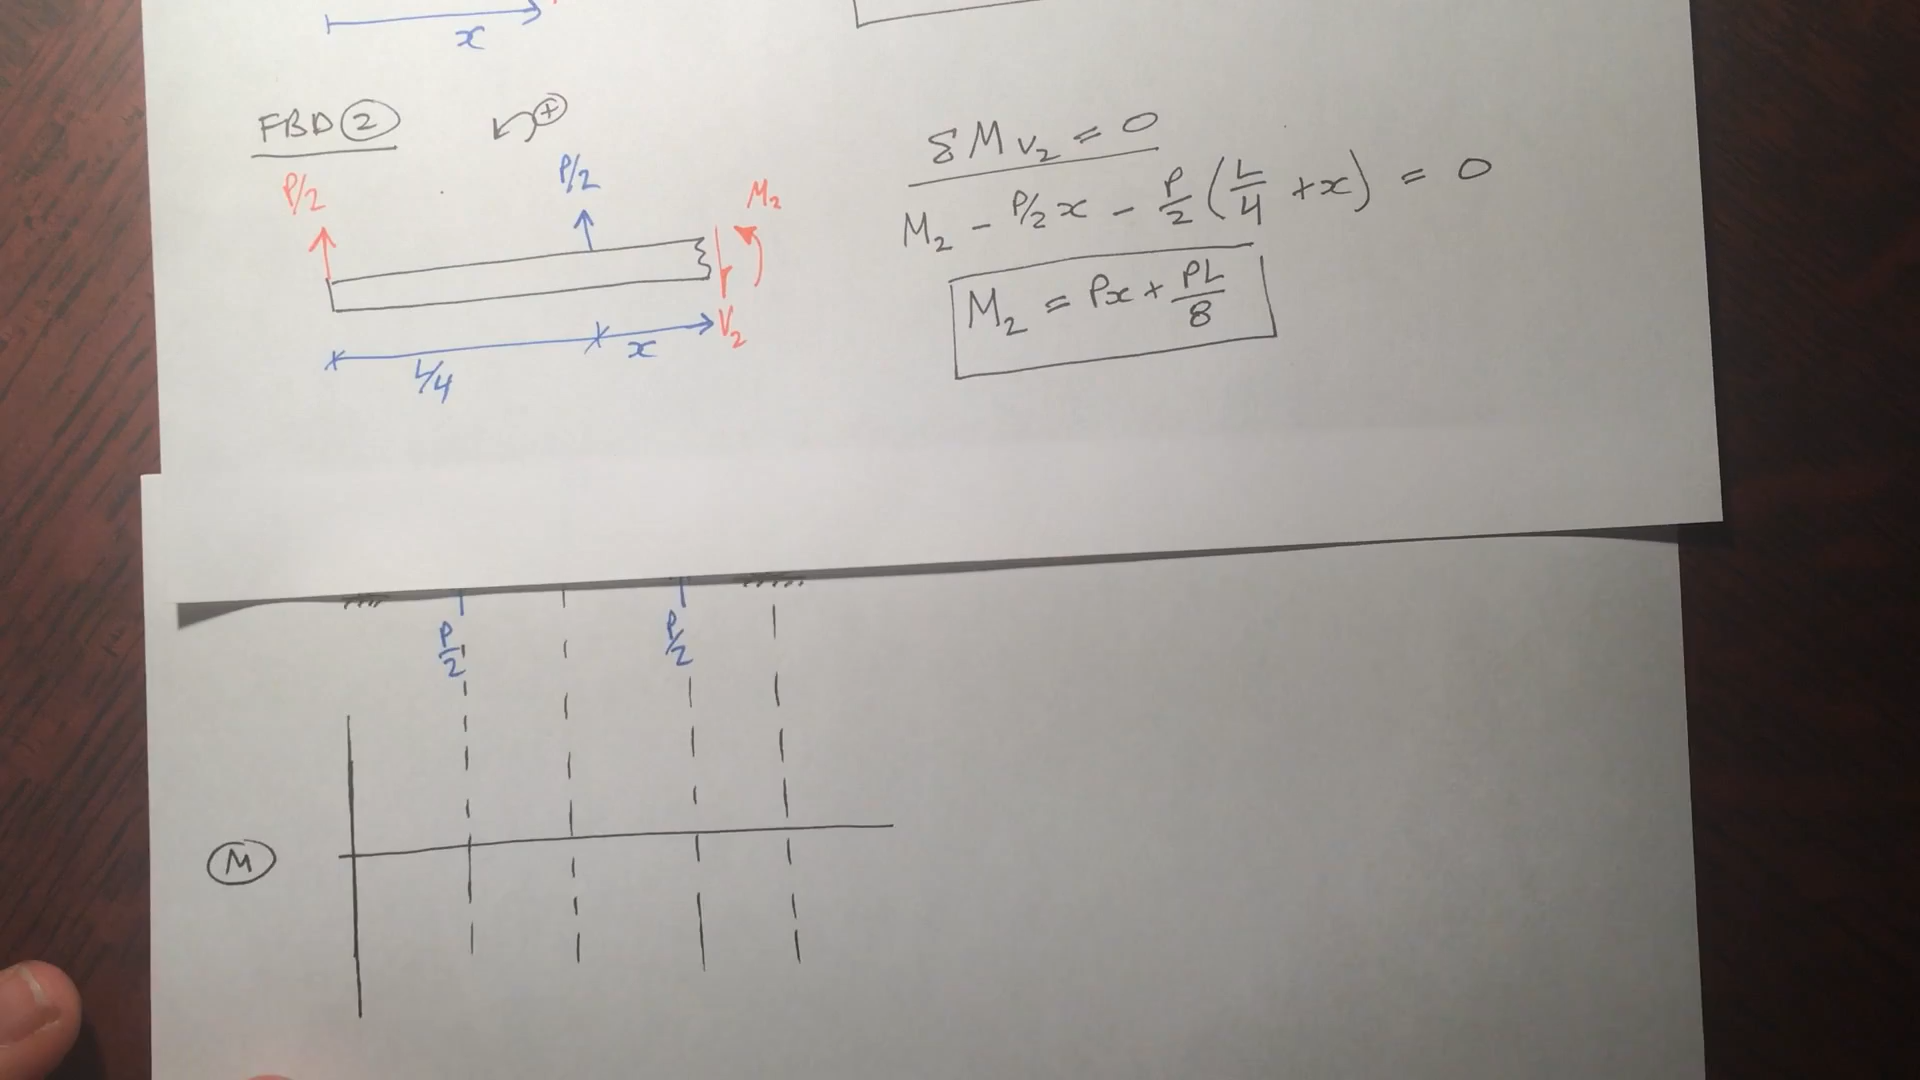 x
FBD 2
+
P/2
P/2
M₂
V₂
L/4
x
ΣM V₂ = 0
M₂ - P/2 x - P/2 (L/4 + x) = 0
M₂ = Px + PL/8
P/2
P/2
M